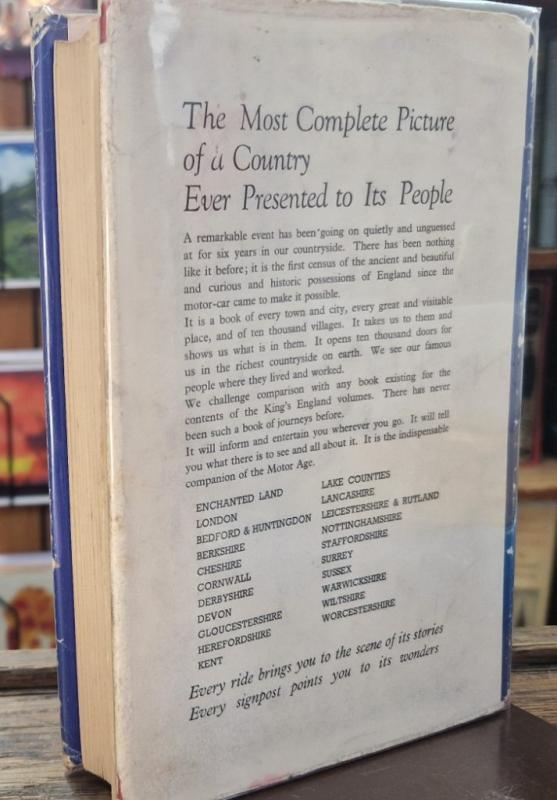 The Most Complete Picture
of a Country
Ever Presented to Its People
A remarkable event has been going on quietly and unguessed
at for six years in our countryside. There has been nothing
like it before; it is the first census of the ancient and beautiful
and curious and historic possessions of England since the
motor-car came to make it possible.
It is a book of every town and city, every great and visitable
place, and of ten thousand villages. It takes us to them and
shows us what is in them. It opens ten thousand doors for
us in the richest countryside on earth. We see our famous
people where they lived and worked.
We challenge comparison with any book existing for the
contents of the King's England volumes. There has never
been such a book of journeys before.
It will inform and entertain you wherever you go. It will tell
you what there is to see and all about it. It is the indispensable
companion of the Motor Age.
ENCHANTED LAND
LONDON
BEDFORD & HUNTINGDON
BERKSHIRE
CHESHIRE
CORNWALL
DERBYSHIRE
DEVON
GLOUCESTERSHIRE
HEREFORDSHIRE
KENT
LAKE COUNTIES
LANCASHIRE
LEICESTERSHIRE & RUTLAND
NOTTINGHAMSHIRE
STAFFORDSHIRE
SURREY
SUSSEX
WARWICKSHIRE
WILTSHIRE
WORCESTERSHIRE
Every ride brings you to the scene of its stories
Every signpost points you to its wonders